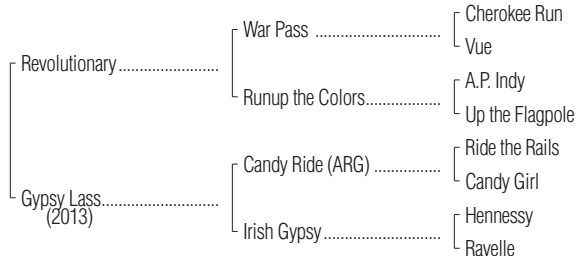 Cherokee Run
War Pass ............................
Vue
Revolutionary .......................
A.P. Indy
Runup the Colors.................
Up the Flagpole
Ride the Rails
Candy Ride (ARG) ...............
Candy Girl
Gypsy Lass...........................
(2013)
Hennessy
Irish Gypsy...........................
Ravelle